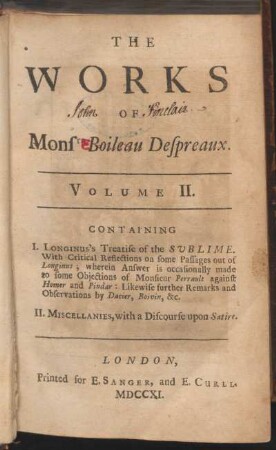 THE
WORKS
John OF Sinclair
Monſr Boileau Deſpreaux.
VOLUME II.
CONTAINING
I. LONGINUS's Treatiſe of the SUBLIME.
With Critical Reflections on ſome Paſſages out of
Longinus; wherein Anſwer is occaſionally made
to ſome Objections of Monſieur Perrault againſt
Homer and Pindar: Likewiſe further Remarks and
Obſervations by Dacier, Boivin, &c.
II. MISCELLANIES, with a Diſcourſe upon Satire.
LONDON,
Printed for E. SANGER, and E. CURLL.
MDCCXI.